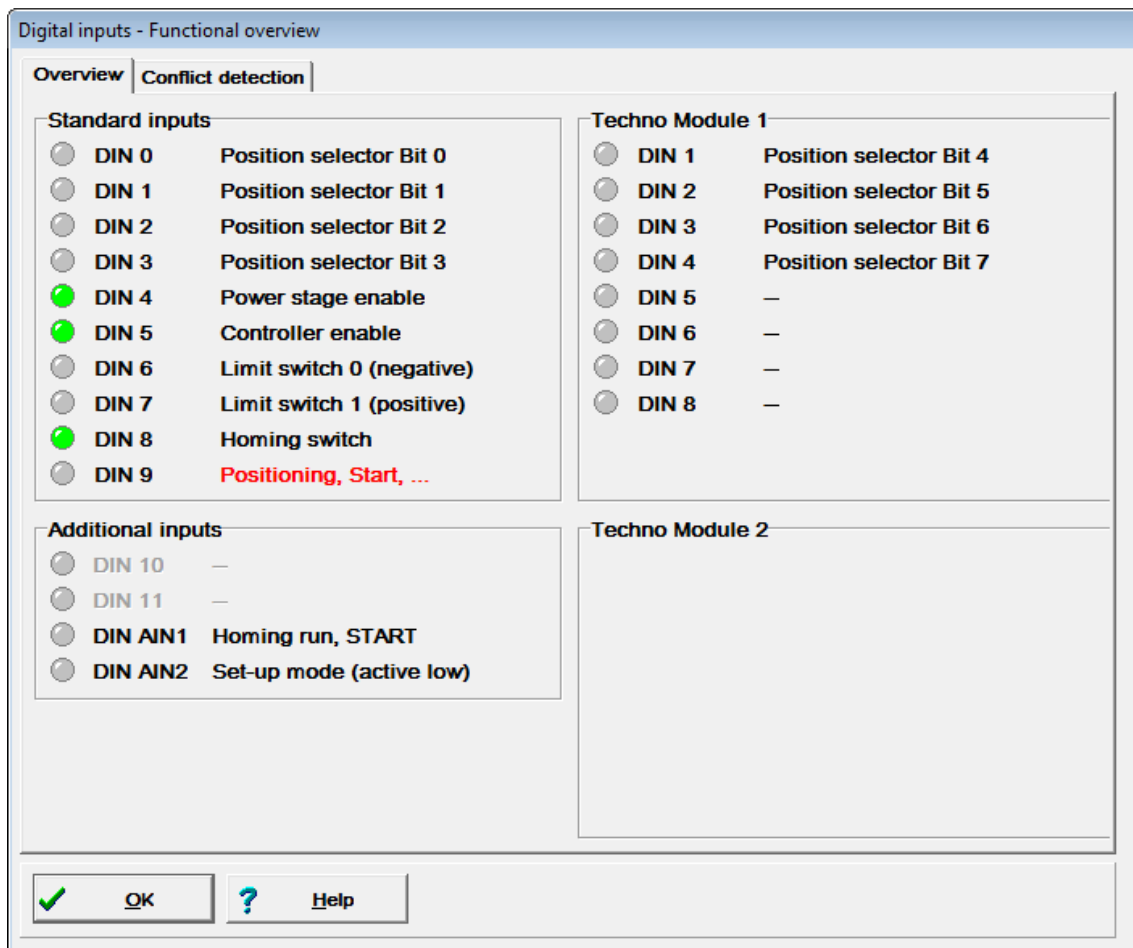 Digital inputs - Functional overview
Overview Conflict detection
Standard inputs
DIN 0 Position selector Bit 0
DIN 1 Position selector Bit 1
DIN 2 Position selector Bit 2
DIN 3 Position selector Bit 3
DIN 4 Power stage enable
DIN 5 Controller enable
DIN 6 Limit switch 0 (negative)
DIN 7 Limit switch 1 (positive)
DIN 8 Homing switch
DIN 9 Positioning, Start, ...
Techno Module 1
DIN 1 Position selector Bit 4
DIN 2 Position selector Bit 5
DIN 3 Position selector Bit 6
DIN 4 Position selector Bit 7
DIN 5 —
DIN 6 —
DIN 7 —
DIN 8 —
Additional inputs
DIN 10 —
DIN 11 —
DIN AIN1 Homing run, START
DIN AIN2 Set-up mode (active low)
Techno Module 2
OK ? Help